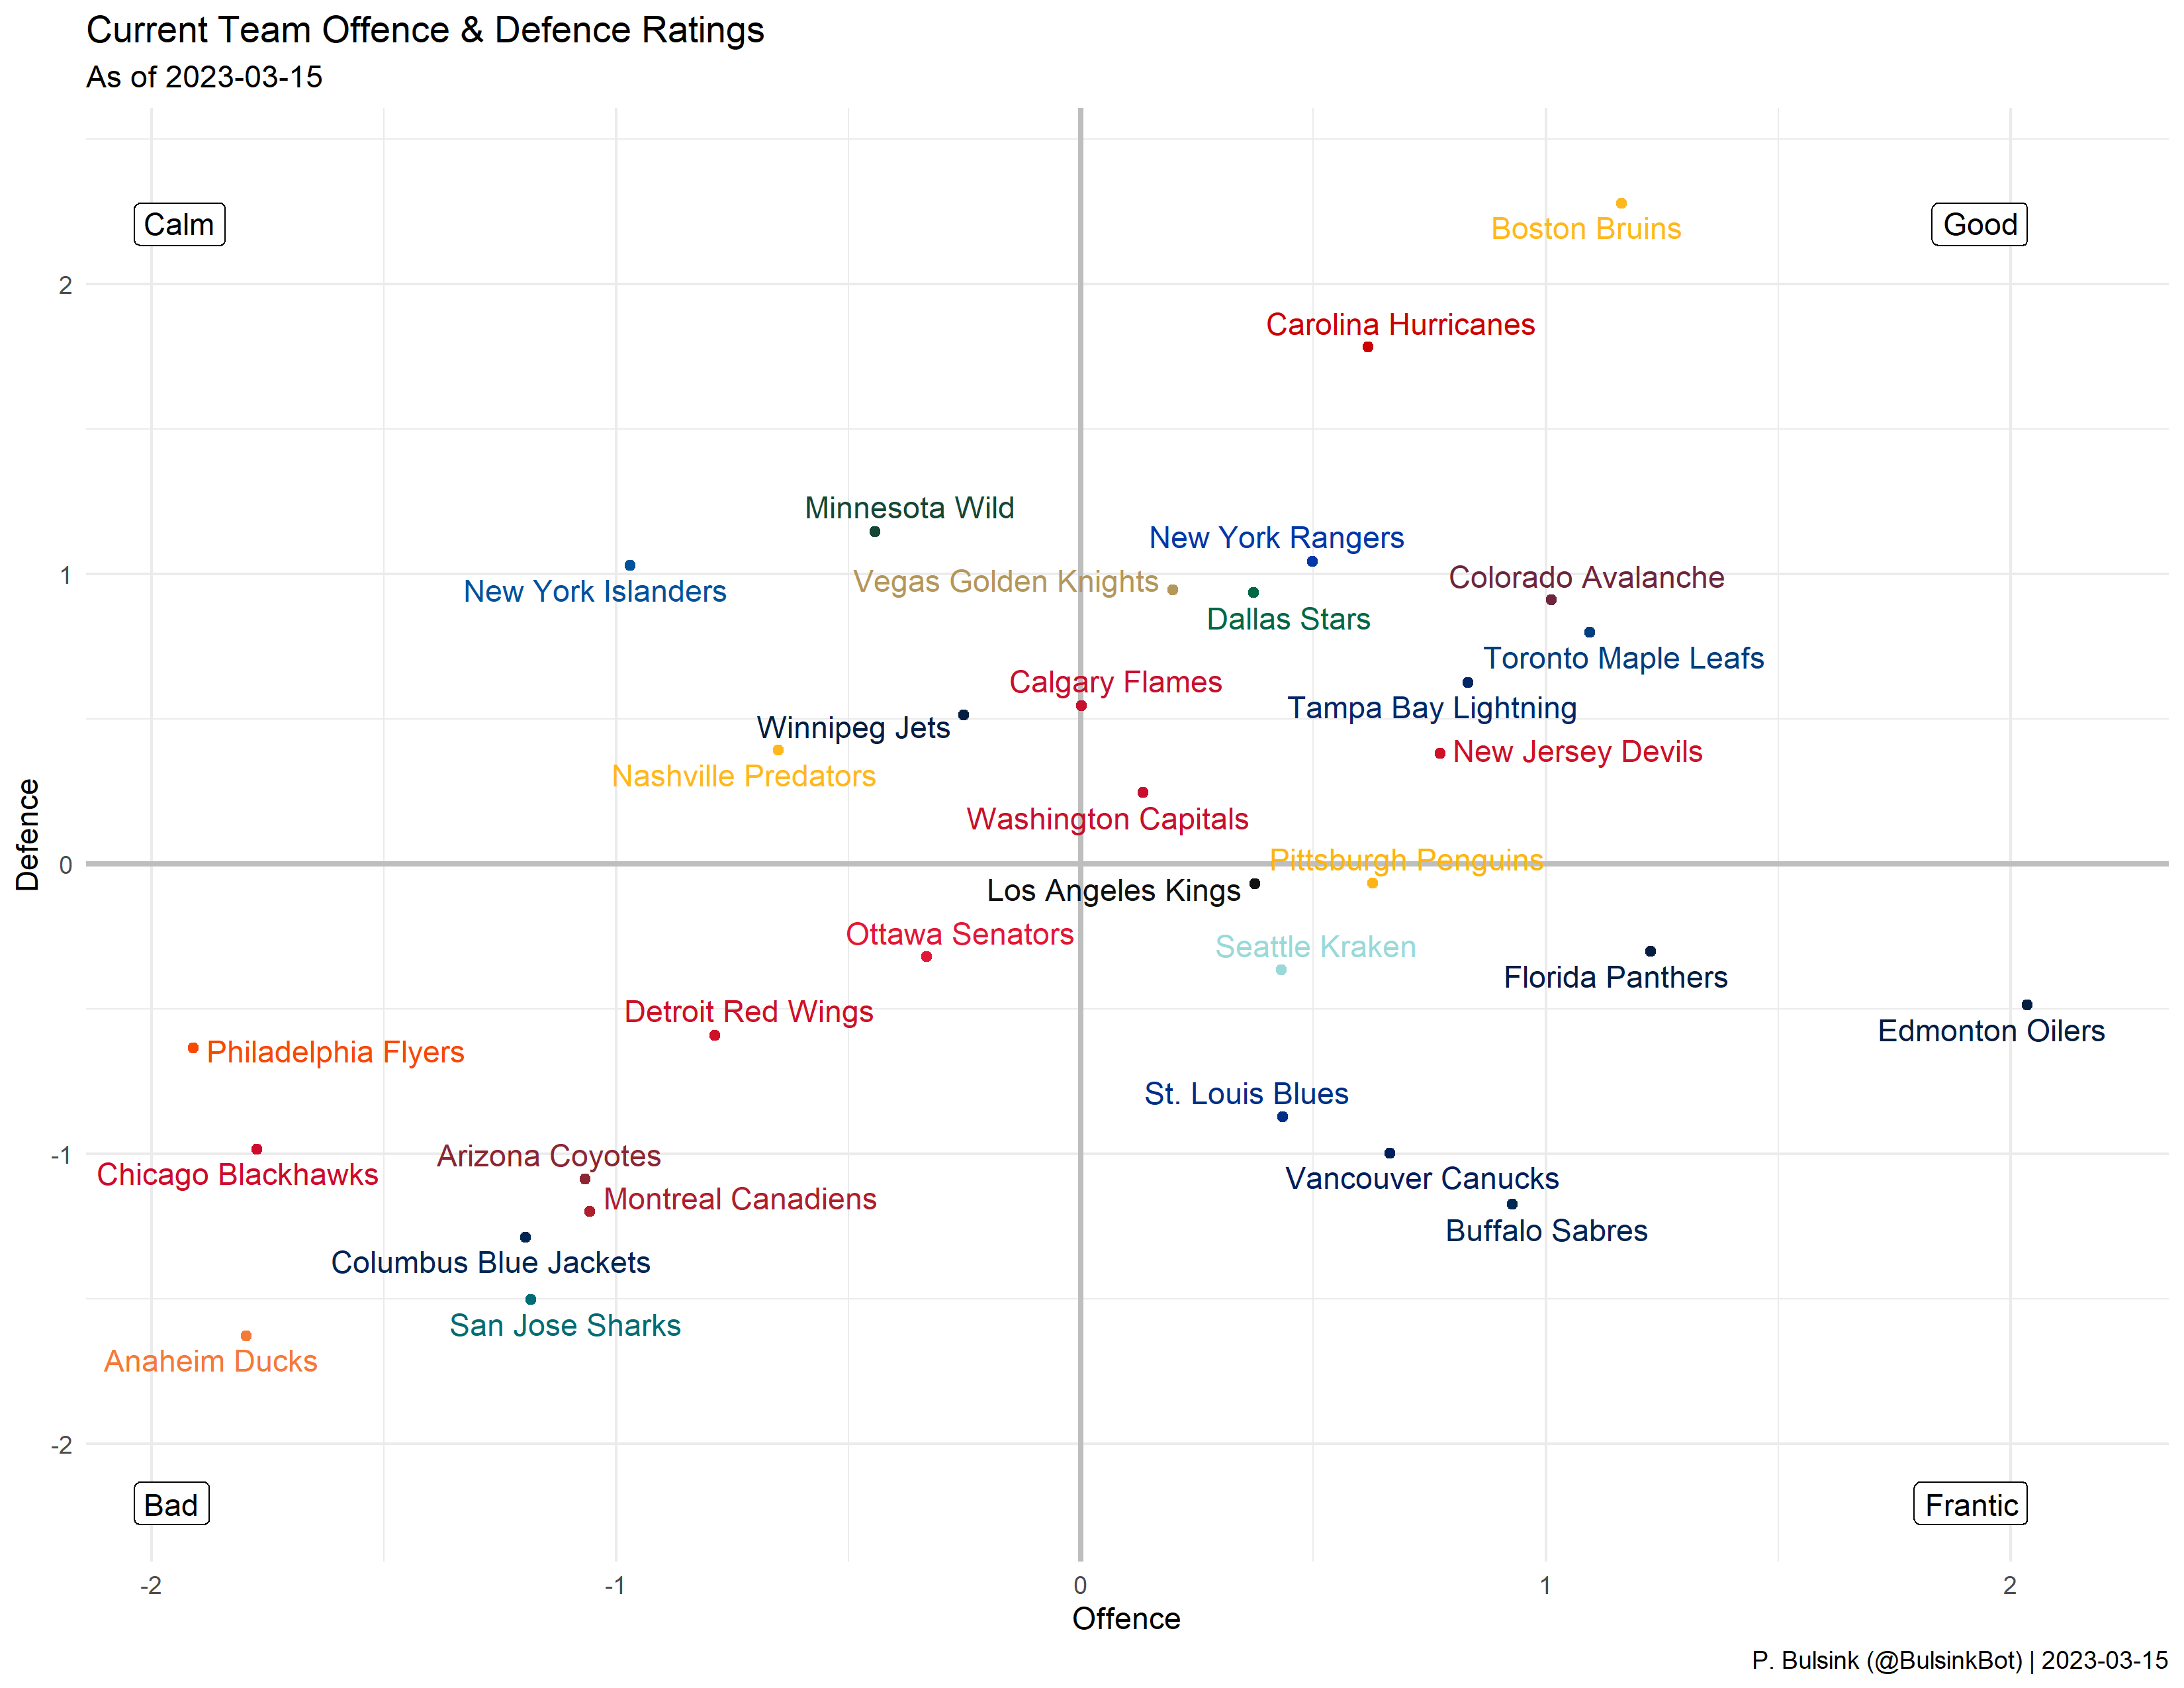 Current Team Offence & Defence Ratings
As of 2023-03-15
Calm
Good
Boston Bruins
2
Carolina Hurricanes
Minnesota Wild
New York Rangers
1
Colorado Avalanche
Vegas Golden Knights
New York Islanders
Dallas Stars
Toronto Maple Leafs
Calgary Flames
Tampa Bay Lightning
Winnipeg Jets
New Jersey Devils
Nashville Predators
Washington Capitals
Defence
0
Pittsburgh Penguins
Los Angeles Kings
Ottawa Senators
Seattle Kraken
Florida Panthers
Detroit Red Wings
Edmonton Oilers
Philadelphia Flyers
St. Louis Blues
-1
Arizona Coyotes
Chicago Blackhawks
Vancouver Canucks
Montreal Canadiens
Buffalo Sabres
Columbus Blue Jackets
San Jose Sharks
Anaheim Ducks
-2
Bad
Frantic
-2 -1 0 1 2
Offence
P. Bulsink (@BulsinkBot) | 2023-03-15